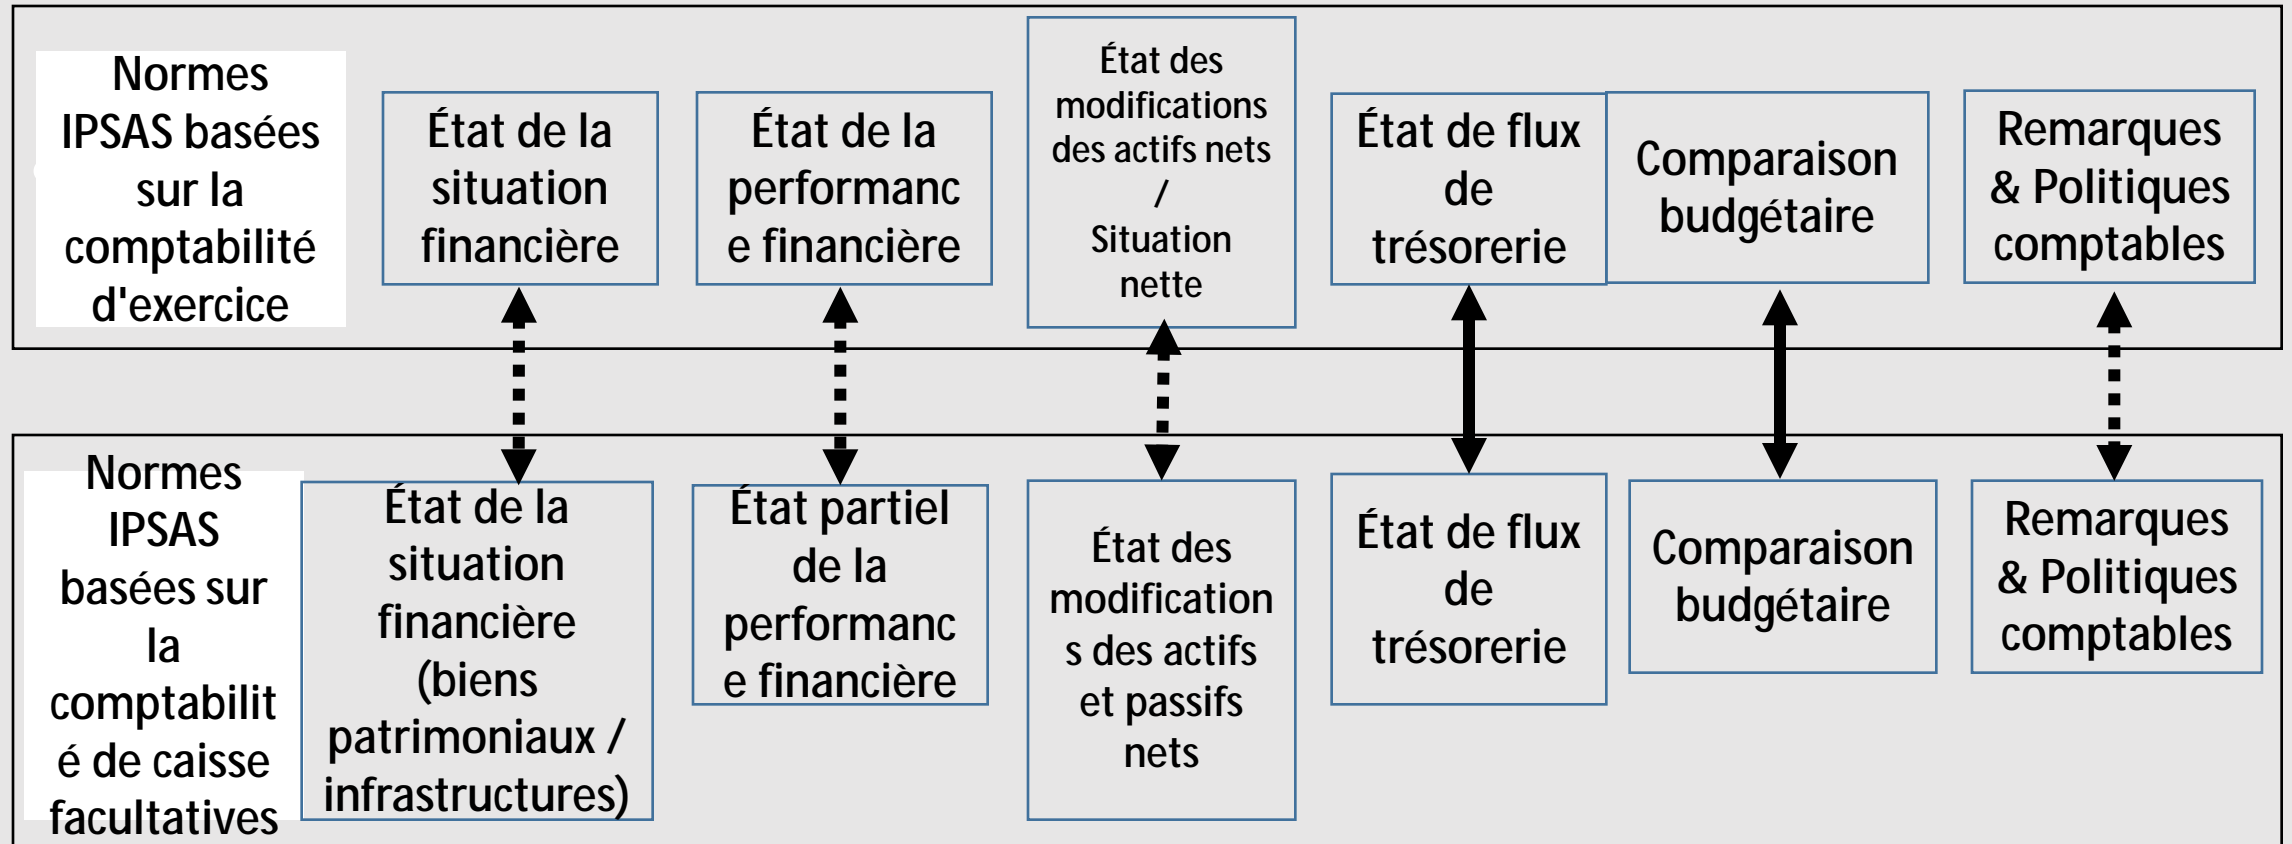 Normes
IPSAS basées
sur la
comptabilité
d'exercice
État de la
situation
financière
État de la
performanc
e financière
État des
modifications
des actifs nets
/
Situation
nette
État de flux
de
trésorerie
Comparaison
budgétaire
Remarques
& Politiques
comptables
Normes
IPSAS
basées sur
la
comptabilit
é de caisse
facultatives
État de la
situation
financière
(biens
patrimoniaux /
infrastructures)
État partiel
de la
performanc
e financière
État des
modification
s des actifs
et passifs
nets
État de flux
de
trésorerie
Comparaison
budgétaire
Remarques
& Politiques
comptables